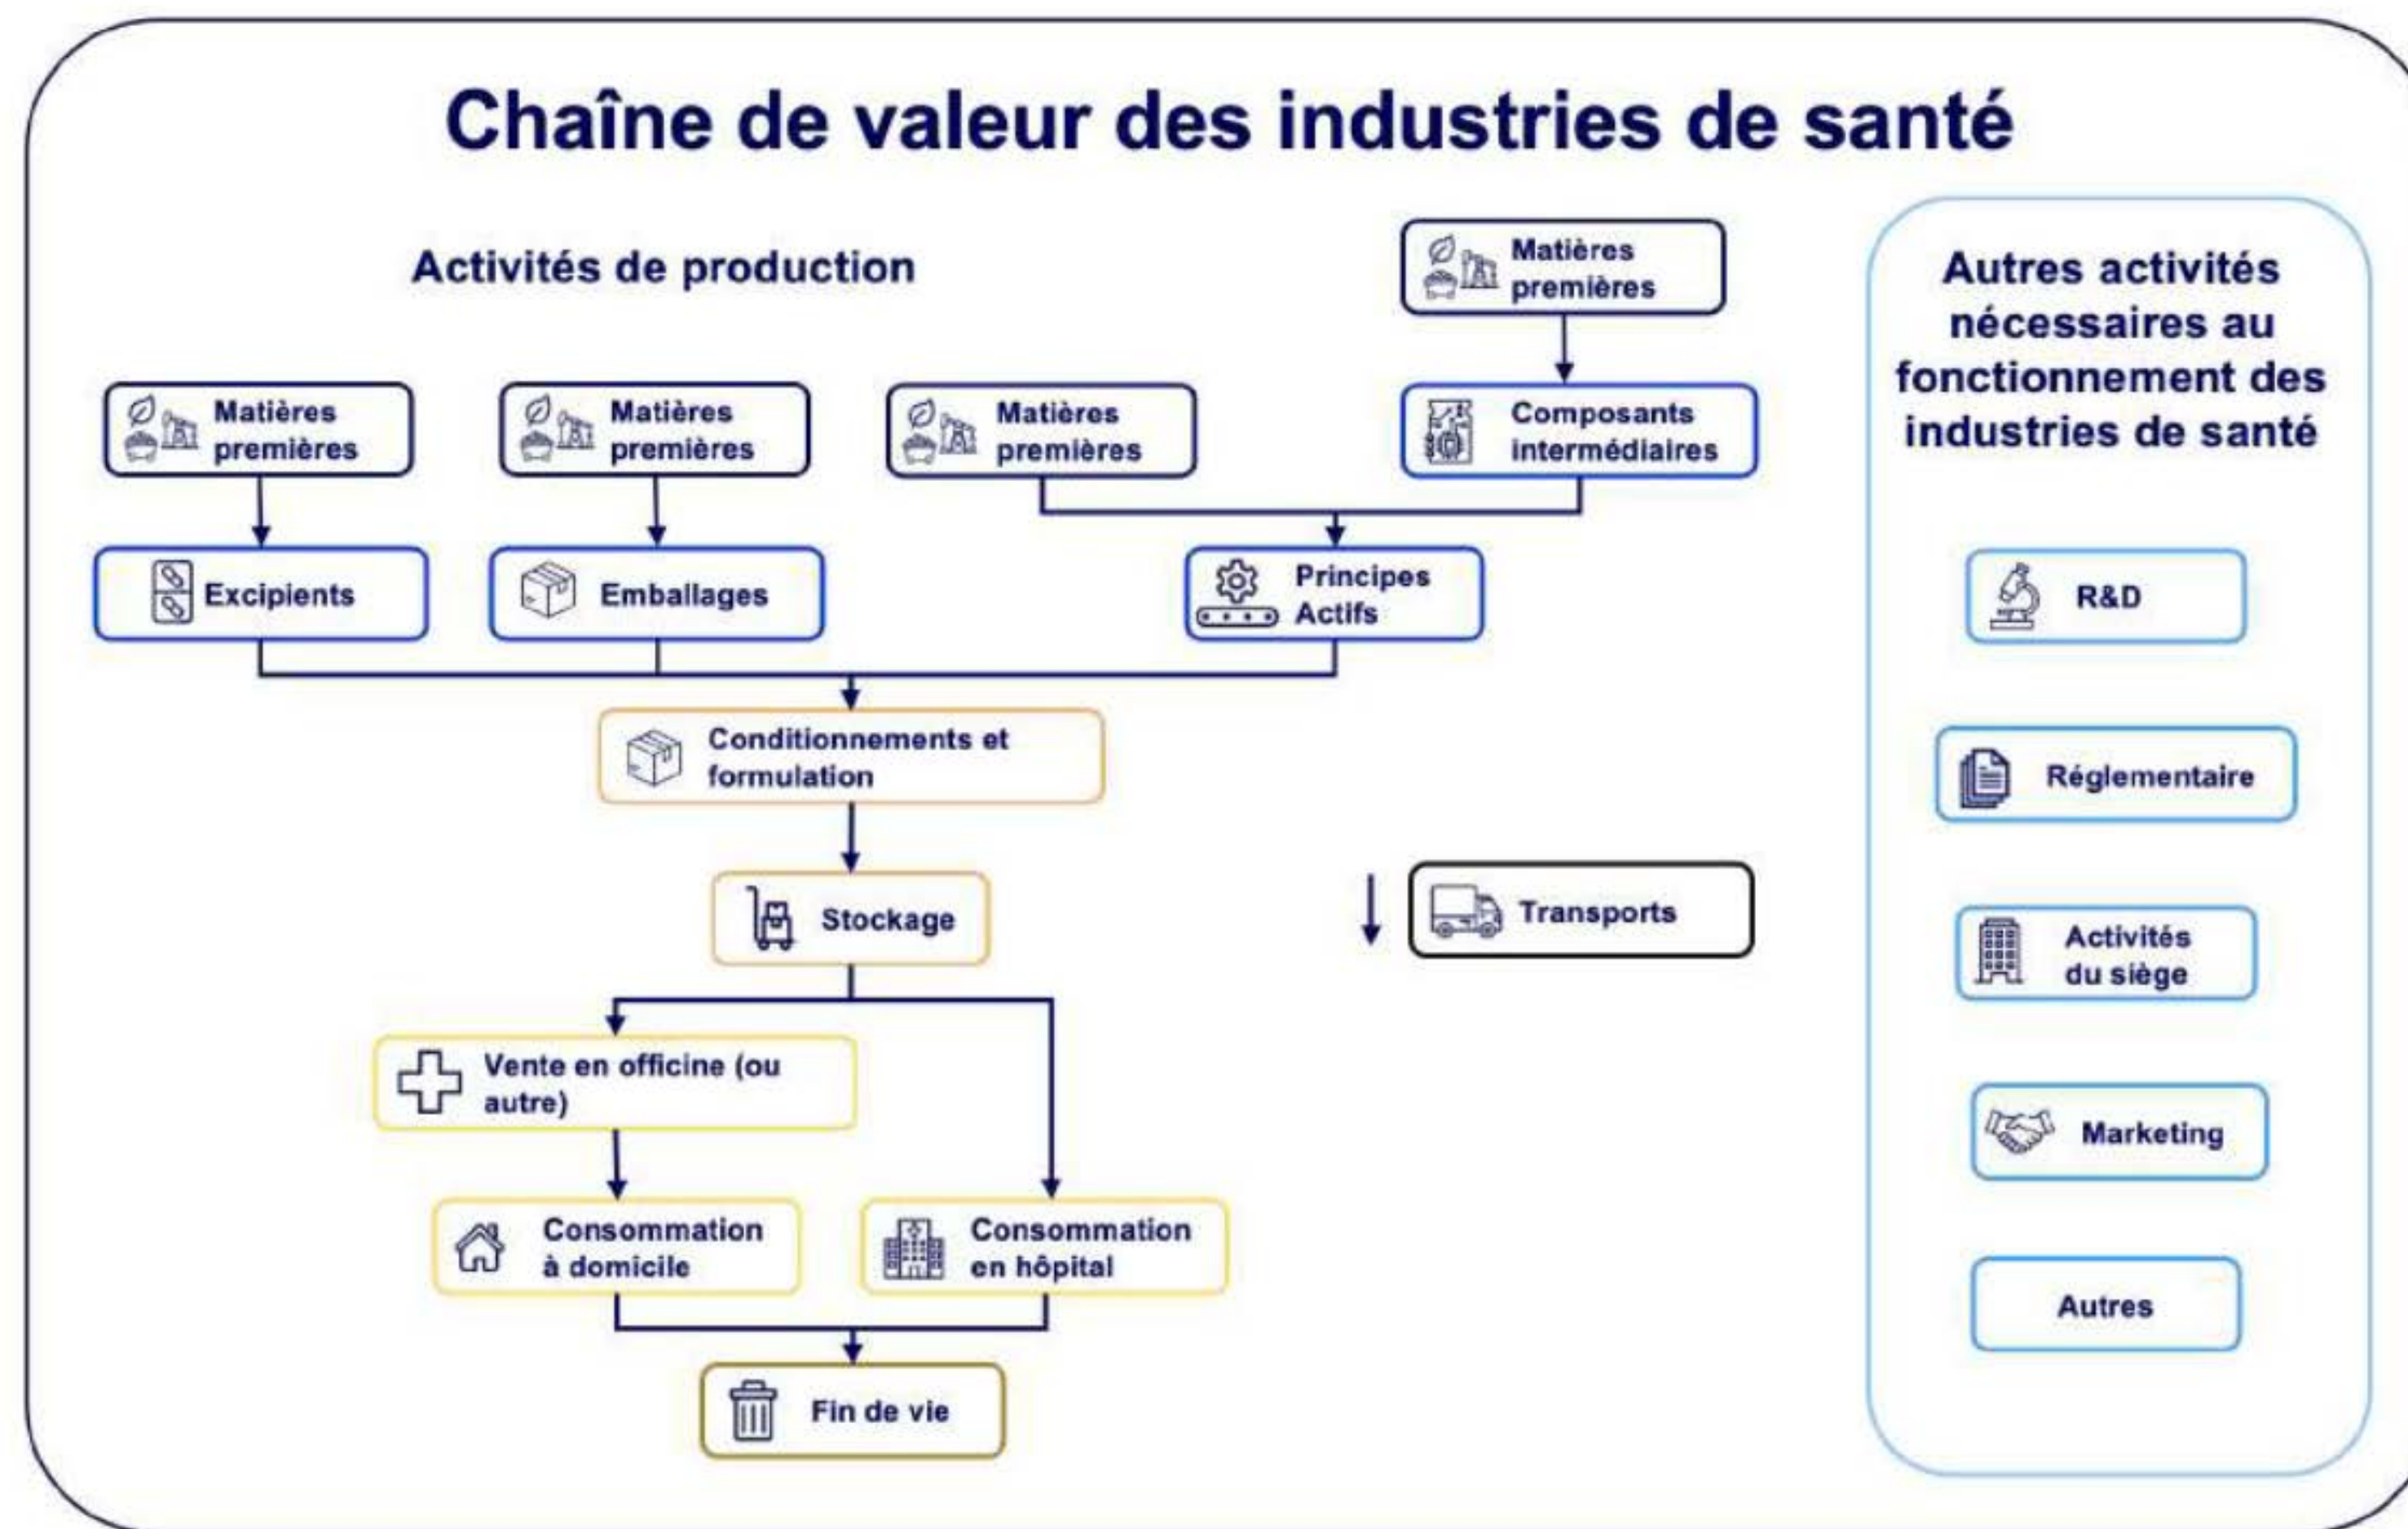 Chaîne de valeur des industries de santé
Activités de production
Matières
premières
Matières
premières
Matières
premières
Matières
premières
Composants
intermédiaires
Excipients
Emballages
Principes
Actifs
Conditionnements et
formulation
Stockage
Transports
Vente en officine (ou
autre)
Consommation
à domicile
Consommation
en hôpital
Fin de vie
Autres activités
nécessaires au
fonctionnement des
industries de santé
R&D
Réglementaire
Activités
du siège
Marketing
Autres